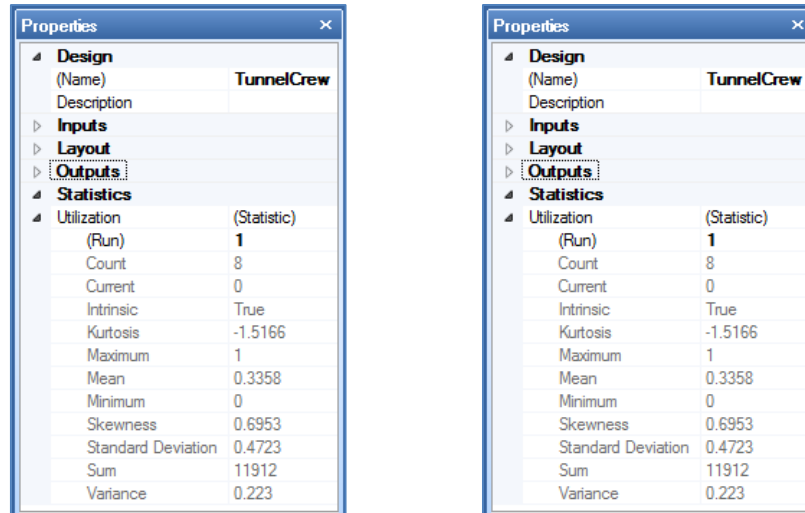 Properties ×
Design
(Name) TunnelCrew
Description
Inputs
Layout
Outputs
Statistics
Utilization (Statistic)
(Run) 1
Count 8
Current 0
Intrinsic True
Kurtosis -1.5166
Maximum 1
Mean 0.3358
Minimum 0
Skewness 0.6953
Standard Deviation 0.4723
Sum 11912
Variance 0.223
Properties ×
Design
(Name) TunnelCrew
Description
Inputs
Layout
Outputs
Statistics
Utilization (Statistic)
(Run) 1
Count 8
Current 0
Intrinsic True
Kurtosis -1.5166
Maximum 1
Mean 0.3358
Minimum 0
Skewness 0.6953
Standard Deviation 0.4723
Sum 11912
Variance 0.223